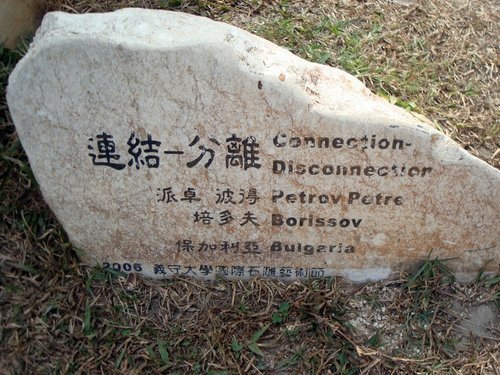 連結－分離 Connection-
Disconnection
派卓 波得 Petrov Petre
培多夫 Borissov
保加利亞 Bulgaria
2006 義守大學國際石雕藝術節